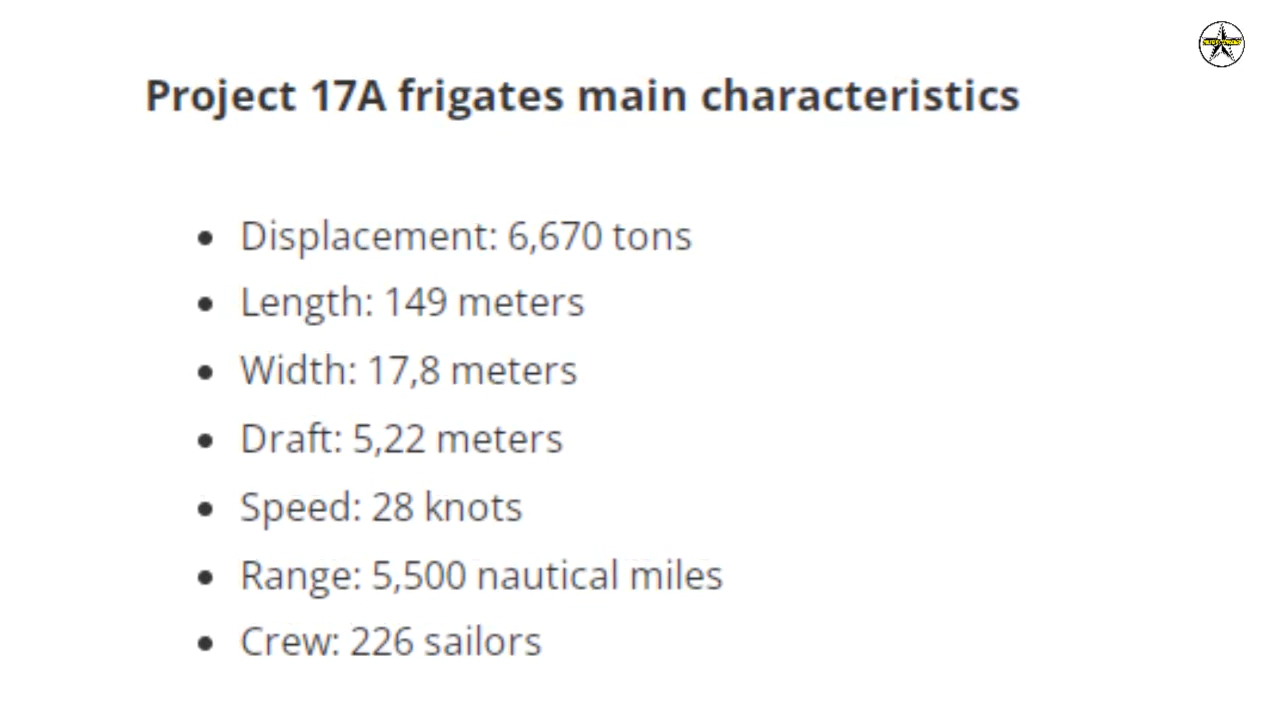 Project 17A frigates main characteristics
• Displacement: 6,670 tons
• Length: 149 meters
• Width: 17,8 meters
• Draft: 5,22 meters
• Speed: 28 knots
• Range: 5,500 nautical miles
• Crew: 226 sailors